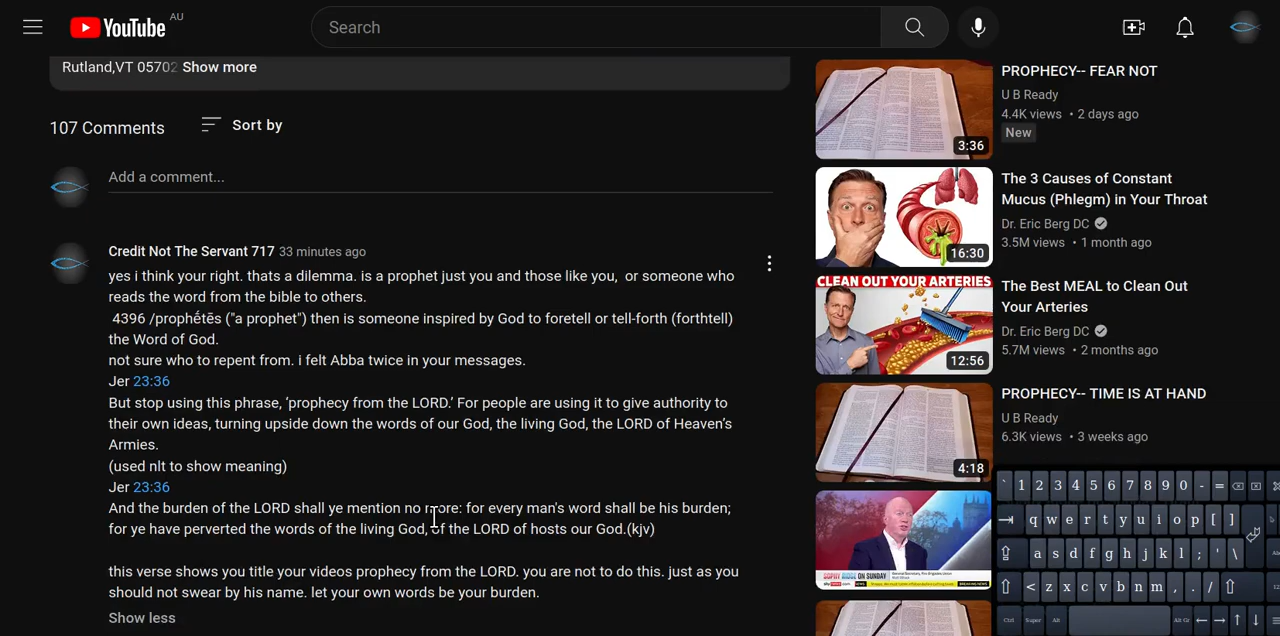 YouTube AU
Search
Rutland,VT 05702 Show more
107 Comments Sort by
Add a comment...
Credit Not The Servant 717 33 minutes ago
yes i think your right. thats a dilemma. is a prophet just you and those like you, or someone who
reads the word from the bible to others.
4396 /prophḗtēs ("a prophet") then is someone inspired by God to foretell or tell-forth (forthtell)
the Word of God.
not sure who to repent from. i felt Abba twice in your messages.
Jer 23:36
But stop using this phrase, ‘prophecy from the LORD.’ For people are using it to give authority to
their own ideas, turning upside down the words of our God, the living God, the LORD of Heaven’s
Armies.
(used nlt to show meaning)
Jer 23:36
And the burden of the LORD shall ye mention no more: for every man's word shall be his burden;
for ye have perverted the words of the living God, of the LORD of hosts our God.(kjv)
this verse shows you title your videos prophecy from the LORD. you are not to do this. just as you
should not swear by his name. let your own words be your burden.
Show less
3:36
PROPHECY-- FEAR NOT
U B Ready
4.4K views • 2 days ago
New
16:30
The 3 Causes of Constant
Mucus (Phlegm) in Your Throat
Dr. Eric Berg DC
3.5M views • 1 month ago
CLEAN OUT YOUR ARTERIES
12:56
The Best MEAL to Clean Out
Your Arteries
Dr. Eric Berg DC
5.7M views • 2 months ago
4:18
PROPHECY-- TIME IS AT HAND
U B Ready
6.3K views • 3 weeks ago
SOPHY RIDGE ON SUNDAY
` 1 2 3 4 5 6 7 8 9 0 - =
q w e r t y u i o p [ ]
a s d f g h j k l ; ' \
< z x c v b n m , . /
Ctrl Super Alt Alt Gr